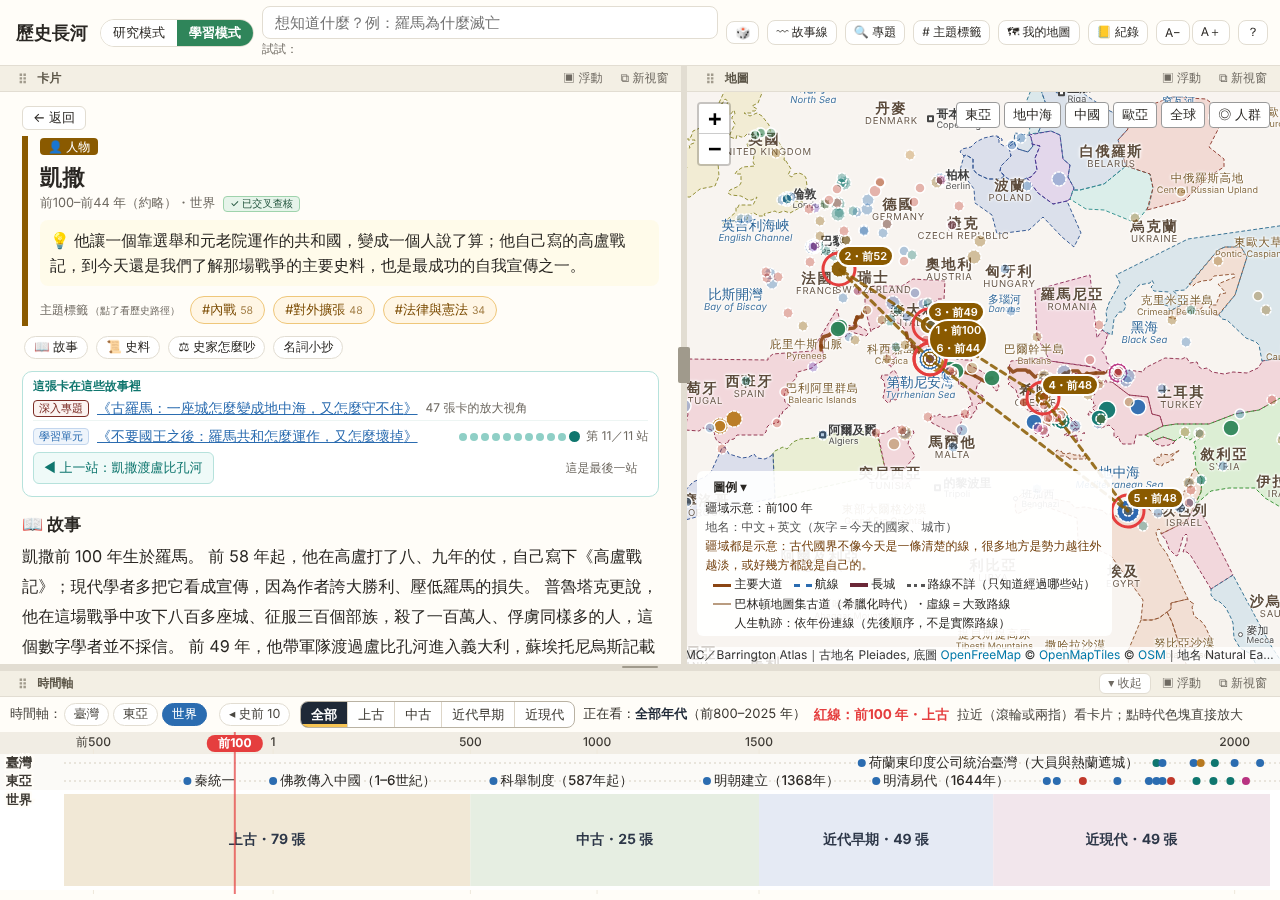 歷史長河
研究模式
學習模式
想知道什麼？例：羅馬為什麼滅亡
試試：
故事線
專題
# 主題標籤
我的地圖
紀錄
A−
A＋
？
卡片
浮動
新視窗
← 返回
人物
凱撒
前100–前44 年（約略）・世界 ✓ 已交叉查核
他讓一個靠選舉和元老院運作的共和國，變成一個人說了算；他自己寫的高盧戰
記，到今天還是我們了解那場戰爭的主要史料，也是最成功的自我宣傳之一。
主題標籤（點了看歷史路徑）
#內戰 58
#對外擴張 48
#法律與憲法 34
故事
史料
史家怎麼吵
名詞小抄
這張卡在這些故事裡
深入專題 《古羅馬：一座城怎麼變成地中海，又怎麼守不住》 47 張卡的放大視角
學習單元 《不要國王之後：羅馬共和怎麼運作，又怎麼壞掉》 第 11／11 站
◀ 上一站：凱撒渡盧比孔河
這是最後一站
故事
凱撒前 100 年生於羅馬。 前 58 年起，他在高盧打了八、九年的仗，自己寫下《高盧戰
記》；現代學者多把它看成宣傳，因為作者誇大勝利、壓低羅馬的損失。 普魯塔克更說，
他在這場戰爭中攻下八百多座城、征服三百個部族，殺了一百萬人、俘虜同樣多的人，這
個數字學者並不採信。 前 49 年，他帶軍隊渡過盧比孔河進入義大利，蘇埃托尼烏斯記載
地圖
浮動
新視窗
+
−
東亞
地中海
中國
歐亞
全球
◎ 人群
North Sea
丹麥
DENMARK
Riga
白俄羅斯
BELARUS
中俄羅斯高地
Central Russian Upland
柏林
Berlin
波蘭
POLAND
倫敦
德國
GERMANY
英吉利海峽
English Channel
捷克
CZECH REPUBLIC
烏克蘭
UKRAINE
2・前52
奧地利
AUSTRIA
匈牙利
HUNGARY
瑞士
比斯開灣
Bay of Biscay
多瑙河
Danube
羅馬尼亞
ROMANIA
克里米亞半島
Crimean Peninsula
黑海
Black Sea
3・前49
1・前100
6・前44
庇里牛斯山脈
Pyrenees
巴爾幹半島
Balkans
西班牙
SPAIN
巴利阿里群島
Balearic Islands
第勒尼安海
Tyrrhenian Sea
4・前48
土耳其
TURKEY
阿爾及爾
Algiers
馬爾他
MALTA
敘利亞
SYRIA
地中海
5・前48
ISRAEL
圖例 ▾
疆域示意：前100 年
地名：中文＋英文（灰字＝今天的國家、城市）
疆域都是示意：古代國界不像今天是一條清楚的線，很多地方是勢力越往外
越淡，或好幾方都說是自己的。
主要大道
航線
長城
路線不詳（只知道經過哪些站）
巴林頓地圖集古道（希臘化時代）・虛線＝大致路線
人生軌跡：依年份連線（先後順序，不是實際路線）
麥加
Mecca
Barrington Atlas｜古地名 Pleiades, 底圖 OpenFreeMap © OpenMapTiles © OSM｜地名 Natural Ea...
時間軸
▾ 收起
浮動
新視窗
時間軸：
臺灣
東亞
世界
◂ 史前 10
全部
上古
中古
近代早期
近現代
正在看：全部年代（前800–2025 年）
紅線：前100 年・上古
拉近（滾輪或兩指）看卡片；點時代色塊直接放大
前500
前100
1
500
1000
1500
2000
臺灣
荷蘭東印度公司統治臺灣（大員與熱蘭遮城）
東亞
秦統一
佛教傳入中國（1–6世紀）
科舉制度（587年起）
明朝建立（1368年）
明清易代（1644年）
世界
上古・79 張
中古・25 張
近代早期・49 張
近現代・49 張